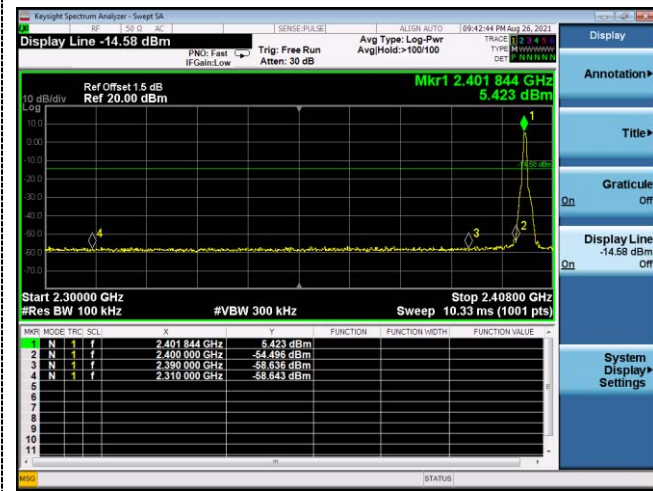 Keysight Spectrum Analyzer - Swept SA
RF 50 Ω AC SENSE:PULSE ALIGN AUTO 09:42:44 PM Aug 26, 2021
Display Line -14.58 dBm
PNO: Fast
IFGain:Low
Trig: Free Run
Atten: 30 dB
Avg Type: Log-Pwr
Avg|Hold:>100/100
TRACE 1 2 3 4 5 6
TYPE M W W W W W
DET P N N N N N
Ref Offset 1.5 dB
10 dB/div Ref 20.00 dBm
Log
Mkr1 2.401 844 GHz
5.423 dBm
10.0
0.00
-10.0
-20.0
-30.0
-40.0
-50.0
-60.0
-70.0
1
-14.58 dBm
4
3
2
Start 2.30000 GHz Stop 2.40800 GHz
#Res BW 100 kHz #VBW 300 kHz Sweep 10.33 ms (1001 pts)
MKR MODE TRC SCL X Y FUNCTION FUNCTION WIDTH FUNCTION VALUE
1 N 1 f 2.401 844 GHz 5.423 dBm
2 N 1 f 2.400 000 GHz -54.496 dBm
3 N 1 f 2.390 000 GHz -58.636 dBm
4 N 1 f 2.310 000 GHz -58.643 dBm
5
6
7
8
9
10
11
MSG STATUS
Display
Annotation
Title
Graticule
On Off
Display Line
-14.58 dBm
On Off
System
Display
Settings